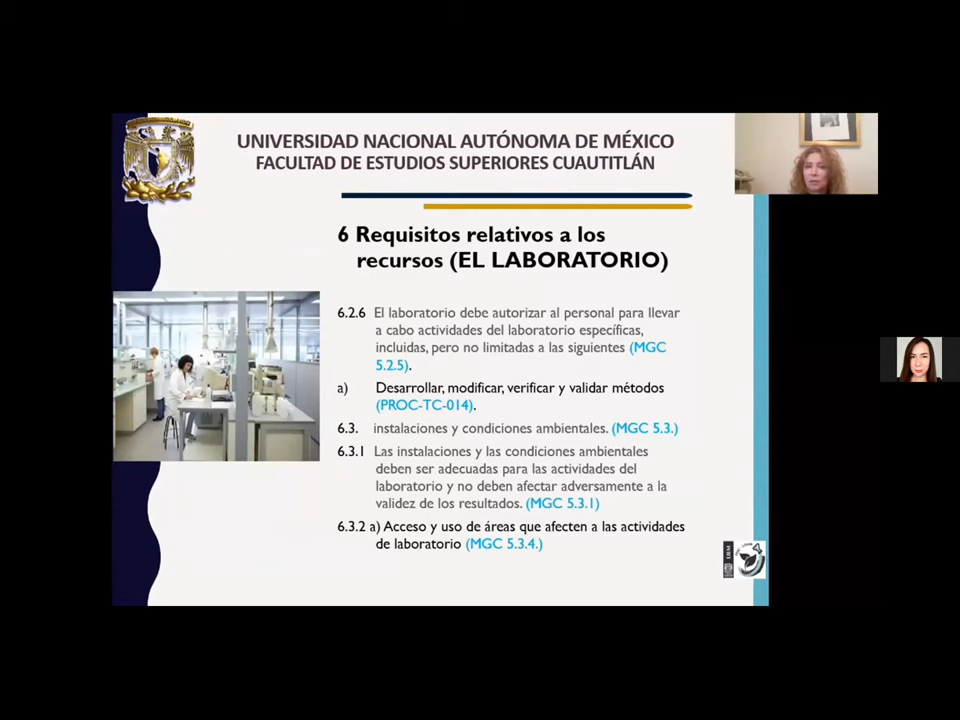 UNIVERSIDAD NACIONAL AUTÓNOMA DE MÉXICO
FACULTAD DE ESTUDIOS SUPERIORES CUAUTITLÁN
6 Requisitos relativos a los
recursos (EL LABORATORIO)
6.2.6 El laboratorio debe autorizar al personal para llevar
a cabo actividades del laboratorio específicas,
incluidas, pero no limitadas a las siguientes (MGC
5.2.5).
a) Desarrollar, modificar, verificar y validar métodos
(PROC-TC-014).
6.3. instalaciones y condiciones ambientales. (MGC 5.3.)
6.3.1 Las instalaciones y las condiciones ambientales
deben ser adecuadas para las actividades del
laboratorio y no deben afectar adversamente a la
validez de los resultados. (MGC 5.3.1)
6.3.2 a) Acceso y uso de áreas que afecten a las actividades
de laboratorio (MGC 5.3.4.)